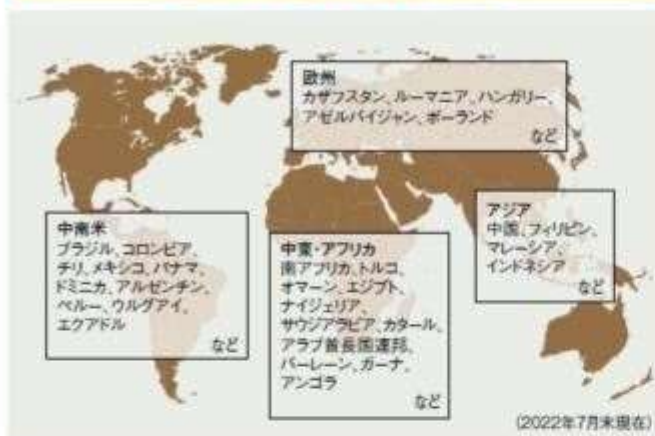 欧州
カザフスタン、ルーマニア、ハンガリー、
アゼルバイジャン、ポーランド
など
中南米
ブラジル、コロンビア、
チリ、メキシコ、パナマ、
ドミニカ、アルゼンチン、
ペルー、ウルグアイ、
エクアドル
など
中東・アフリカ
南アフリカ、トルコ、
オマーン、エジプト、
ナイジェリア、
サウジアラビア、カタール、
アラブ首長国連邦、
バーレーン、ガーナ、
アンゴラ
など
アジア
中国、フィリピン、
マレーシア、
インドネシア
など
(2022年7月末現在)